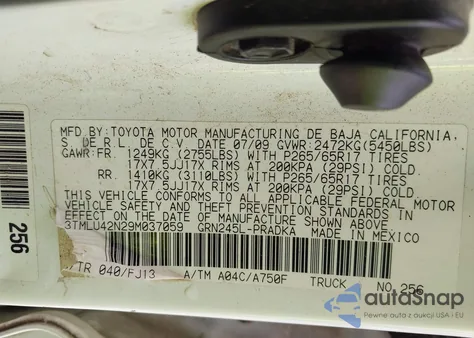 MFD.BY:TOYOTA MOTOR MANUFACTURING DE BAJA CALIFORNIA,
S. DE R.L. DE C.V. DATE 07/09 GVWR:2472KG(5450LBS)
GAWR:FR. 1249KG (2755LBS) WITH P265/65R17 TIRES
17X7.5JJ17X RIMS AT 200KPA (29PSI) COLD.
RR. 1410KG (3110LBS) WITH P265/65R17 TIRES
17X7.5JJ17X RIMS AT 200KPA (29PSI) COLD.
THIS VEHICLE CONFORMS TO ALL APPLICABLE FEDERAL MOTOR
VEHICLE SAFETY AND THEFT PREVENTION STANDARDS IN
EFFECT ON THE DATE OF MANUFACTURE SHOWN ABOVE.
3TMLU42N29M037059 GRN245L-PRADKA MADE IN MEXICO
/TR 040/FJ13 A/TM A04C/A750F TRUCK NO.256
256
autoSnap
Pewne auta z aukcji USA i EU